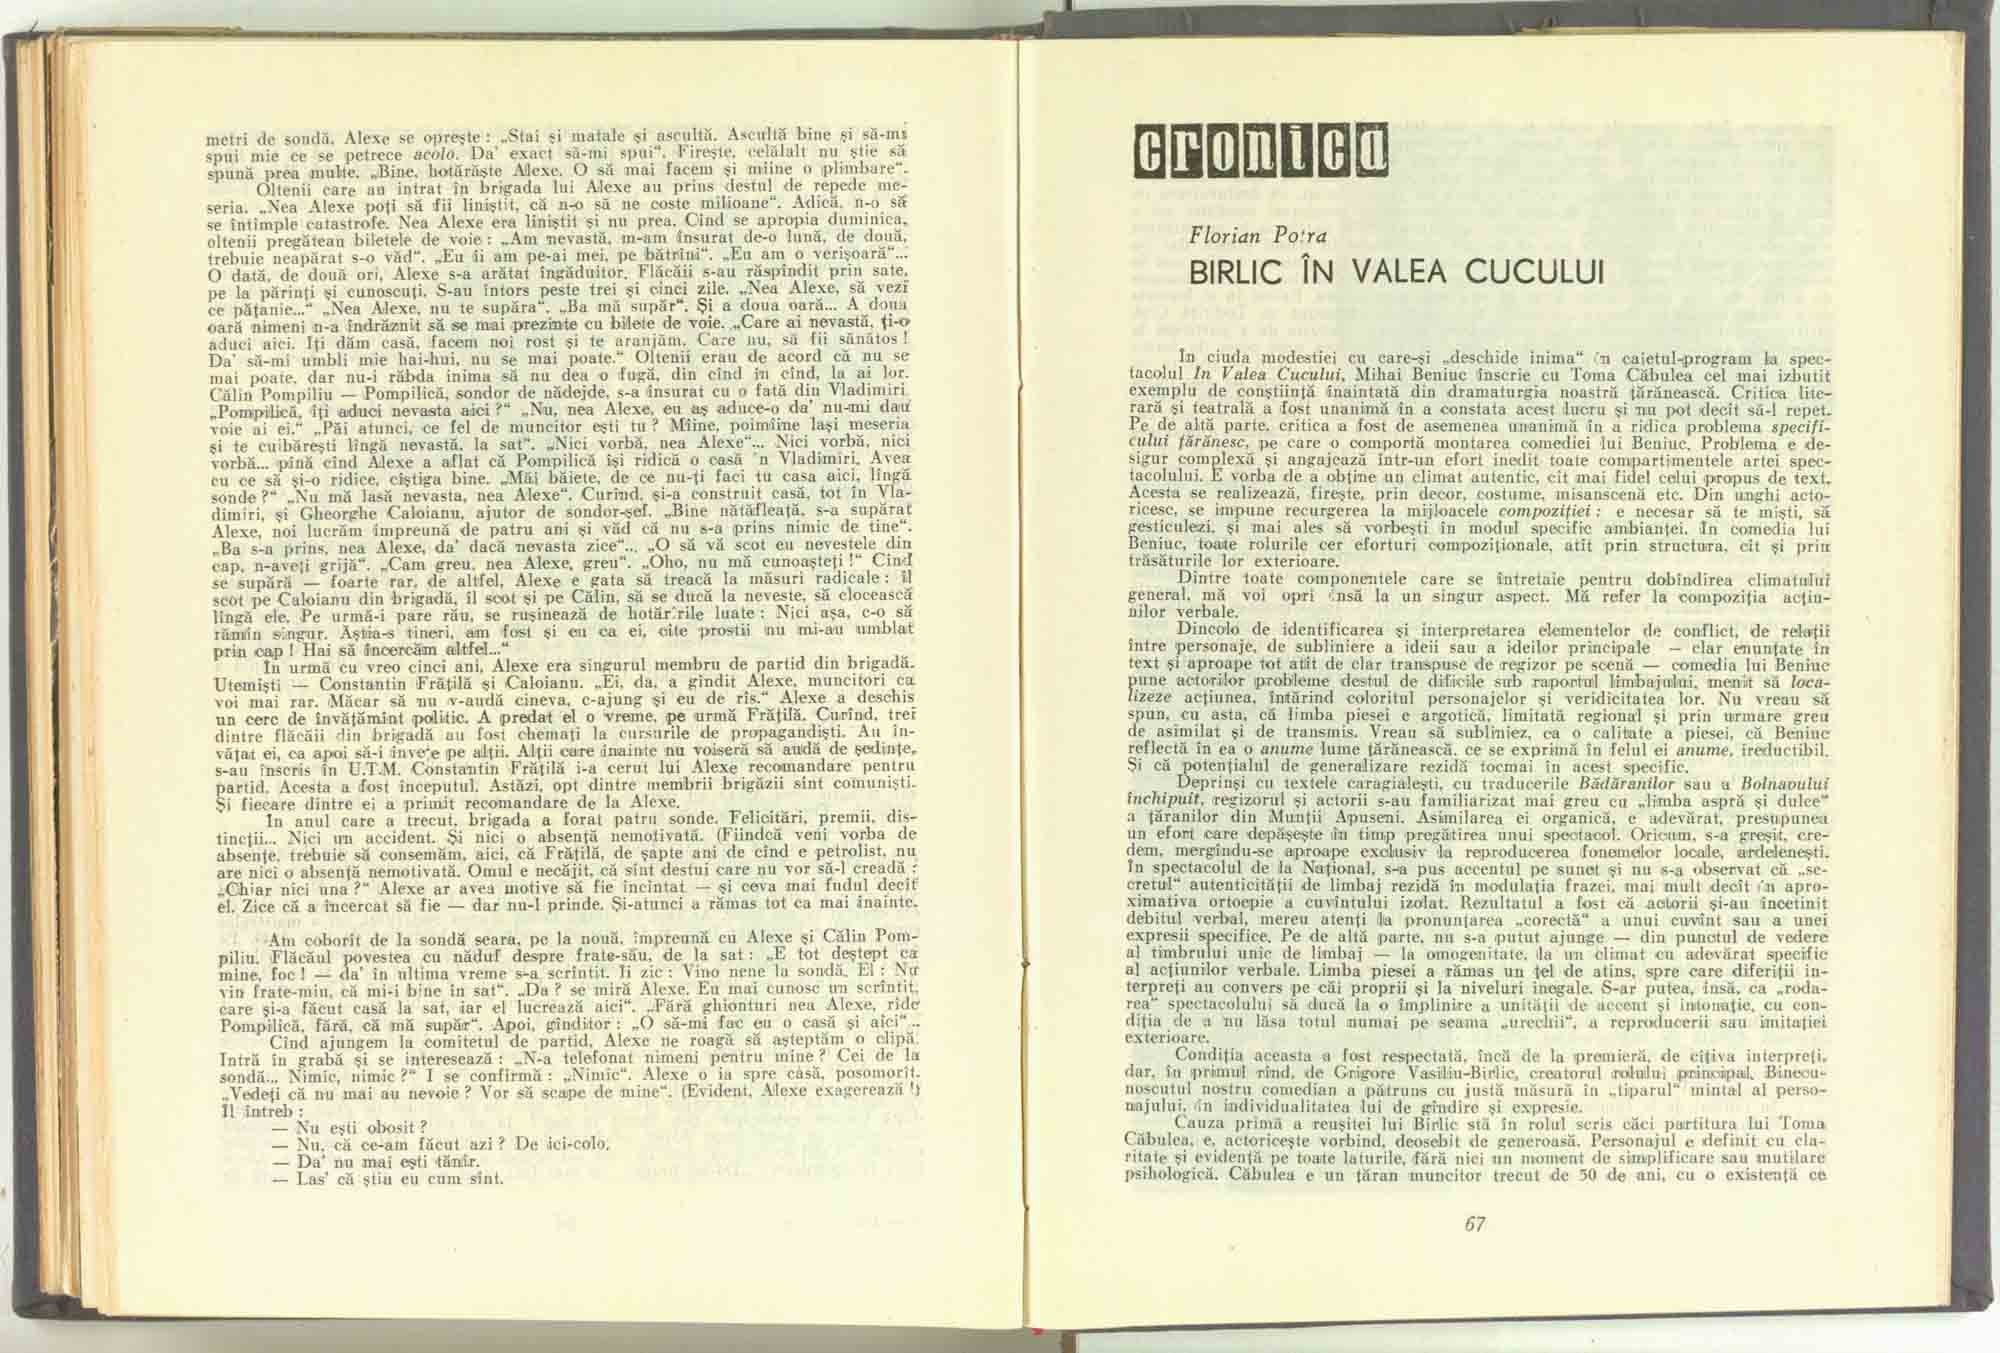 metri de sondă, Alexe se oprește : „Stai și matale și ascultă. Ascultă bine și să-mi
spui mie ce se petrece acolo. Da' exact să-mi spui“. Firește, celălalt nu știe să
spună prea multe. „Bine, hotărăște Alexe. O să mai facem și mîine o plimbare“.
Oltenii care au intrat în brigada lui Alexe au prins destul de repede me-
seria. „Nea Alexe poți să fii liniștit, că n-o să ne coste milioane“. Adică, n-o să
se întîmple catastrofe. Nea Alexe era liniștit și nu prea. Cînd se apropia duminica,
oltenii pregăteau biletele de voie : „Am nevastă, m-am însurat de-o lună, de două,
trebuie neapărat s-o văd“. „Eu îi am pe-ai mei, pe bătrîni“. „Eu am o verișoară“...
O dată, de două ori, Alexe s-a arătat îngăduitor. Flăcăii s-au răspîndit prin sate,
pe la părinți și cunoscuți. S-au întors peste trei și cinci zile. „Nea Alexe, să vezi
ce pățanie...“ „Nea Alexe, nu te supăra“. „Ba mă supăr“. Și a doua oară... A doua
oară nimeni n-a îndrăznit să se mai prezinte cu bilete de voie. „Care ai nevastă, ți-o
aduci aici. Iți dăm casă, facem noi rost și te aranjăm. Care nu, să fii sănătos !
Da' să-mi umbli mie hai-hui, nu se mai poate.“ Oltenii erau de acord că nu se
mai poate, dar nu-i răbda inima să nu dea o fugă, din cînd în cînd, la ai lor.
Călin Pompiliu — Pompilică, sondor de nădejde, s-a însurat cu o fată din Vladimiri.
„Pompilică, îți aduci nevasta aici ?“ „Nu, nea Alexe, eu aș aduce-o da' nu-mi dau
voie ai ei.“ „Păi atunci, ce fel de muncitor ești tu ? Mîine, poimîine lași meseria
și te cuibărești lîngă nevastă, la sat“. „Nici vorbă, nea Alexe“... Nici vorbă, nici
vorbă... pînă cînd Alexe a aflat că Pompilică își ridică o casă în Vladimiri. Avea
cu ce să și-o ridice, cîștiga bine. „Măi băiete, de ce nu-ți faci tu casa aici, lîngă
sonde ?“ „Nu mă lasă nevasta, nea Alexe“. Curînd, și-a construit casă, tot în Vla-
dimiri, și Gheorghe Caloianu, ajutor de sondor-șef. „Bine nătăfleață, s-a supărat
Alexe, noi lucrăm împreună de patru ani și văd că nu s-a prins nimic de tine“.
„Ba s-a prins, nea Alexe, da' dacă nevasta zice“... „O să vă scot eu nevestele din
cap, n-aveți grijă“. „Cam greu, nea Alexe, greu“. „Oho, nu mă cunoașteți !“ Cînd
se supără — foarte rar, de altfel, Alexe e gata să treacă la măsuri radicale : îl
scot pe Caloianu din brigadă, îl scot și pe Călin, să se ducă la neveste, să clocească
lîngă ele. Pe urmă-i pare rău, se rușinează de hotărîrile luate : Nici așa, c-o să
rămîn singur. Aștia-s tineri, am fost și eu ca ei, cite prostii nu mi-au umblat
prin cap ! Hai să încercăm altfel...“
In urmă cu vreo cinci ani, Alexe era singurul membru de partid din brigadă.
Utemiști — Constantin Frățilă și Caloianu. „Ei, da, a gîndit Alexe, muncitori ca
voi mai rar. Măcar să nu v-audă cineva, c-ajung și eu de rîs.“ Alexe a deschis
un cerc de învățămînt politic. A predat el o vreme, pe urmă Frățilă. Curînd, trei
dintre flăcăii din brigadă au fost chemați la cursurile de propagandiști. Au în-
vățat ei, ca apoi să-i învețe pe alții. Alții care înainte nu voiseră să audă de ședințe,
s-au înscris în U.T.M. Constantin Frățilă i-a cerut lui Alexe recomandare pentru
partid. Acesta a fost începutul. Astăzi, opt dintre membrii brigăzii sînt comuniști.
Și fiecare dintre ei a primit recomandare de la Alexe.
In anul care a trecut, brigada a forat patru sonde. Felicitări, premii, dis-
tincții... Nici un accident. Și nici o absență nemotivată. (Fiindcă veni vorba de
absențe, trebuie să consemăm, aici, că Frățilă, de șapte ani de cînd e petrolist, nu
are nici o absență nemotivată. Omul e necăjit, că sînt destui care nu vor să-l creadă :
„Chiar nici una ?“ Alexe ar avea motive să fie încîntat — și ceva mai fudul decît
el. Zice că a încercat să fie — dar nu-l prinde. Și-atunci a rămas tot ca mai înainte.
Am coborît de la sondă seara, pe la nouă, împreună cu Alexe și Călin Pom-
piliu. Flăcăul povestea cu năduf despre frate-său, de la sat : „E tot deștept ca
mine, foc ! — da' în ultima vreme s-a scrîntit. Ii zic : Vino nene la sondă. El : Nu
vin frate-miu, că mi-i bine în sat“. „Da ? se miră Alexe. Eu mai cunosc un scrîntit,
care și-a făcut casă la sat, iar el lucrează aici“. „Fără ghionturi nea Alexe, rîde
Pompilică, fără, că mă supăr“. Apoi, gînditor : „O să-mi fac eu o casă și aici“...
Cînd ajungem la comitetul de partid, Alexe ne roagă să așteptăm o clipă.
Intră în grabă și se interesează : „N-a telefonat nimeni pentru mine ? Cei de la
sondă... Nimic, nimic ?“ I se confirmă : „Nimic“. Alexe o ia spre casă, posomorît.
„Vedeți că nu mai au nevoie ? Vor să scape de mine“. (Evident, Alexe exagerează !)
Îl întreb :
— Nu ești obosit ?
— Nu, că ce-am făcut azi ? De ici-colo.
— Da' nu mai ești tânăr.
— Las' că știu eu cum sînt.
cronica
Florian Potra
BIRLIC ÎN VALEA CUCULUI
In ciuda modestiei cu care-și „deschide inima“ în caietul-program la spec-
tacolul In Valea Cucului, Mihai Beniuc înscrie cu Toma Căbulea cel mai izbutit
exemplu de conștiință înaintată din dramaturgia noastră țărănească. Critica lite-
rară și teatrală a fost unanimă în a constata acest lucru și nu pot decît să-l repet.
Pe de altă parte, critica a fost de asemenea unanimă în a ridica problema specifi-
cului țărănesc, pe care o comportă montarea comediei lui Beniuc. Problema e de-
sigur complexă și angajează într-un efort inedit toate compartimentele artei spec-
tacolului. E vorba de a obține un climat autentic, cît mai fidel celui propus de text.
Acesta se realizează, firește, prin decor, costume, misanscenă etc. Din unghi acto-
ricesc, se impune recurgerea la mijloacele compoziției : e necesar să te miști, să
gesticulezi, și mai ales să vorbești în modul specific ambianței. In comedia lui
Beniuc, toate rolurile cer eforturi compoziționale, atît prin structura, cît și prin
trăsăturile lor exterioare.
Dintre toate componentele care se întretaie pentru dobîndirea climatului
general, mă voi opri însă la un singur aspect. Mă refer la compoziția acțiu-
nilor verbale.
Dincolo de identificarea și interpretarea elementelor de conflict, de relații
între personaje, de subliniere a ideii sau a ideilor principale — clar enunțate în
text și aproape tot atît de clar transpuse de regizor pe scenă — comedia lui Beniuc
pune actorilor probleme destul de dificile sub raportul limbajului, menit să loca-
lizeze acțiunea, întărind coloritul personajelor și veridicitatea lor. Nu vreau să
spun, cu asta, că limba piesei e argotică, limitată regional și prin urmare greu
de asimilat și de transmis. Vreau să subliniez, ca o calitate a piesei, că Beniuc
reflectă în ea o anume lume țărănească, ce se exprimă în felul ei anume, ireductibil.
Și că potențialul de generalizare rezidă tocmai în acest specific.
Deprinși cu textele caragialești, cu traducerile Bădăranilor sau a Bolnavului
închipuit, regizorul și actorii s-au familiarizat mai greu cu „limba aspră și dulce“
a țăranilor din Munții Apuseni. Asimilarea ei organică, e adevărat, presupunea
un efort care depășește în timp pregătirea unui spectacol. Oricum, s-a greșit, cre-
dem, mergîndu-se aproape exclusiv la reproducerea fonemelor locale, ardelenești.
În spectacolul de la Național, s-a pus accentul pe sunet și nu s-a observat că „se-
cretul“ autenticității de limbaj rezidă în modulația frazei, mai mult decît în apro-
ximativa ortoepie a cuvîntului izolat. Rezultatul a fost că actorii și-au încetinit
debitul verbal, mereu atenți la pronunțarea „corectă“ a unui cuvînt sau a unei
expresii specifice. Pe de altă parte, nu s-a putut ajunge — din punctul de vedere
al timbrului unic de limbaj — la omogenitate, la un climat cu adevărat specific
al acțiunilor verbale. Limba piesei a rămas un țel de atins, spre care diferiții in-
terpreți au convers pe căi proprii și la niveluri inegale. S-ar putea, însă, ca „roda-
rea“ spectacolului să ducă la o împlinire a unității de accent și intonație, cu con-
diția de a nu lăsa totul numai pe seama „urechii“, a reproducerii sau imitației
exterioare.
Condiția aceasta a fost respectată, încă de la premieră, de cîțiva interpreți,
dar, în primul rînd, de Grigore Vasiliu-Birlic, creatorul rolului principal. Binecu-
noscutul nostru comedian a pătruns cu justă măsură în „tiparul“ mintal al perso-
najului, în individualitatea lui de gîndire și expresie.
Cauza primă a reușitei lui Birlic stă în rolul scris căci partitura lui Toma
Căbulea, e, actoricește vorbind, deosebit de generoasă. Personajul e definit cu cla-
ritate și evidență pe toate laturile, fără nici un moment de simplificare sau mutilare
psihologică. Căbulea e un țăran muncitor trecut de 50 de ani, cu o existență ce
67